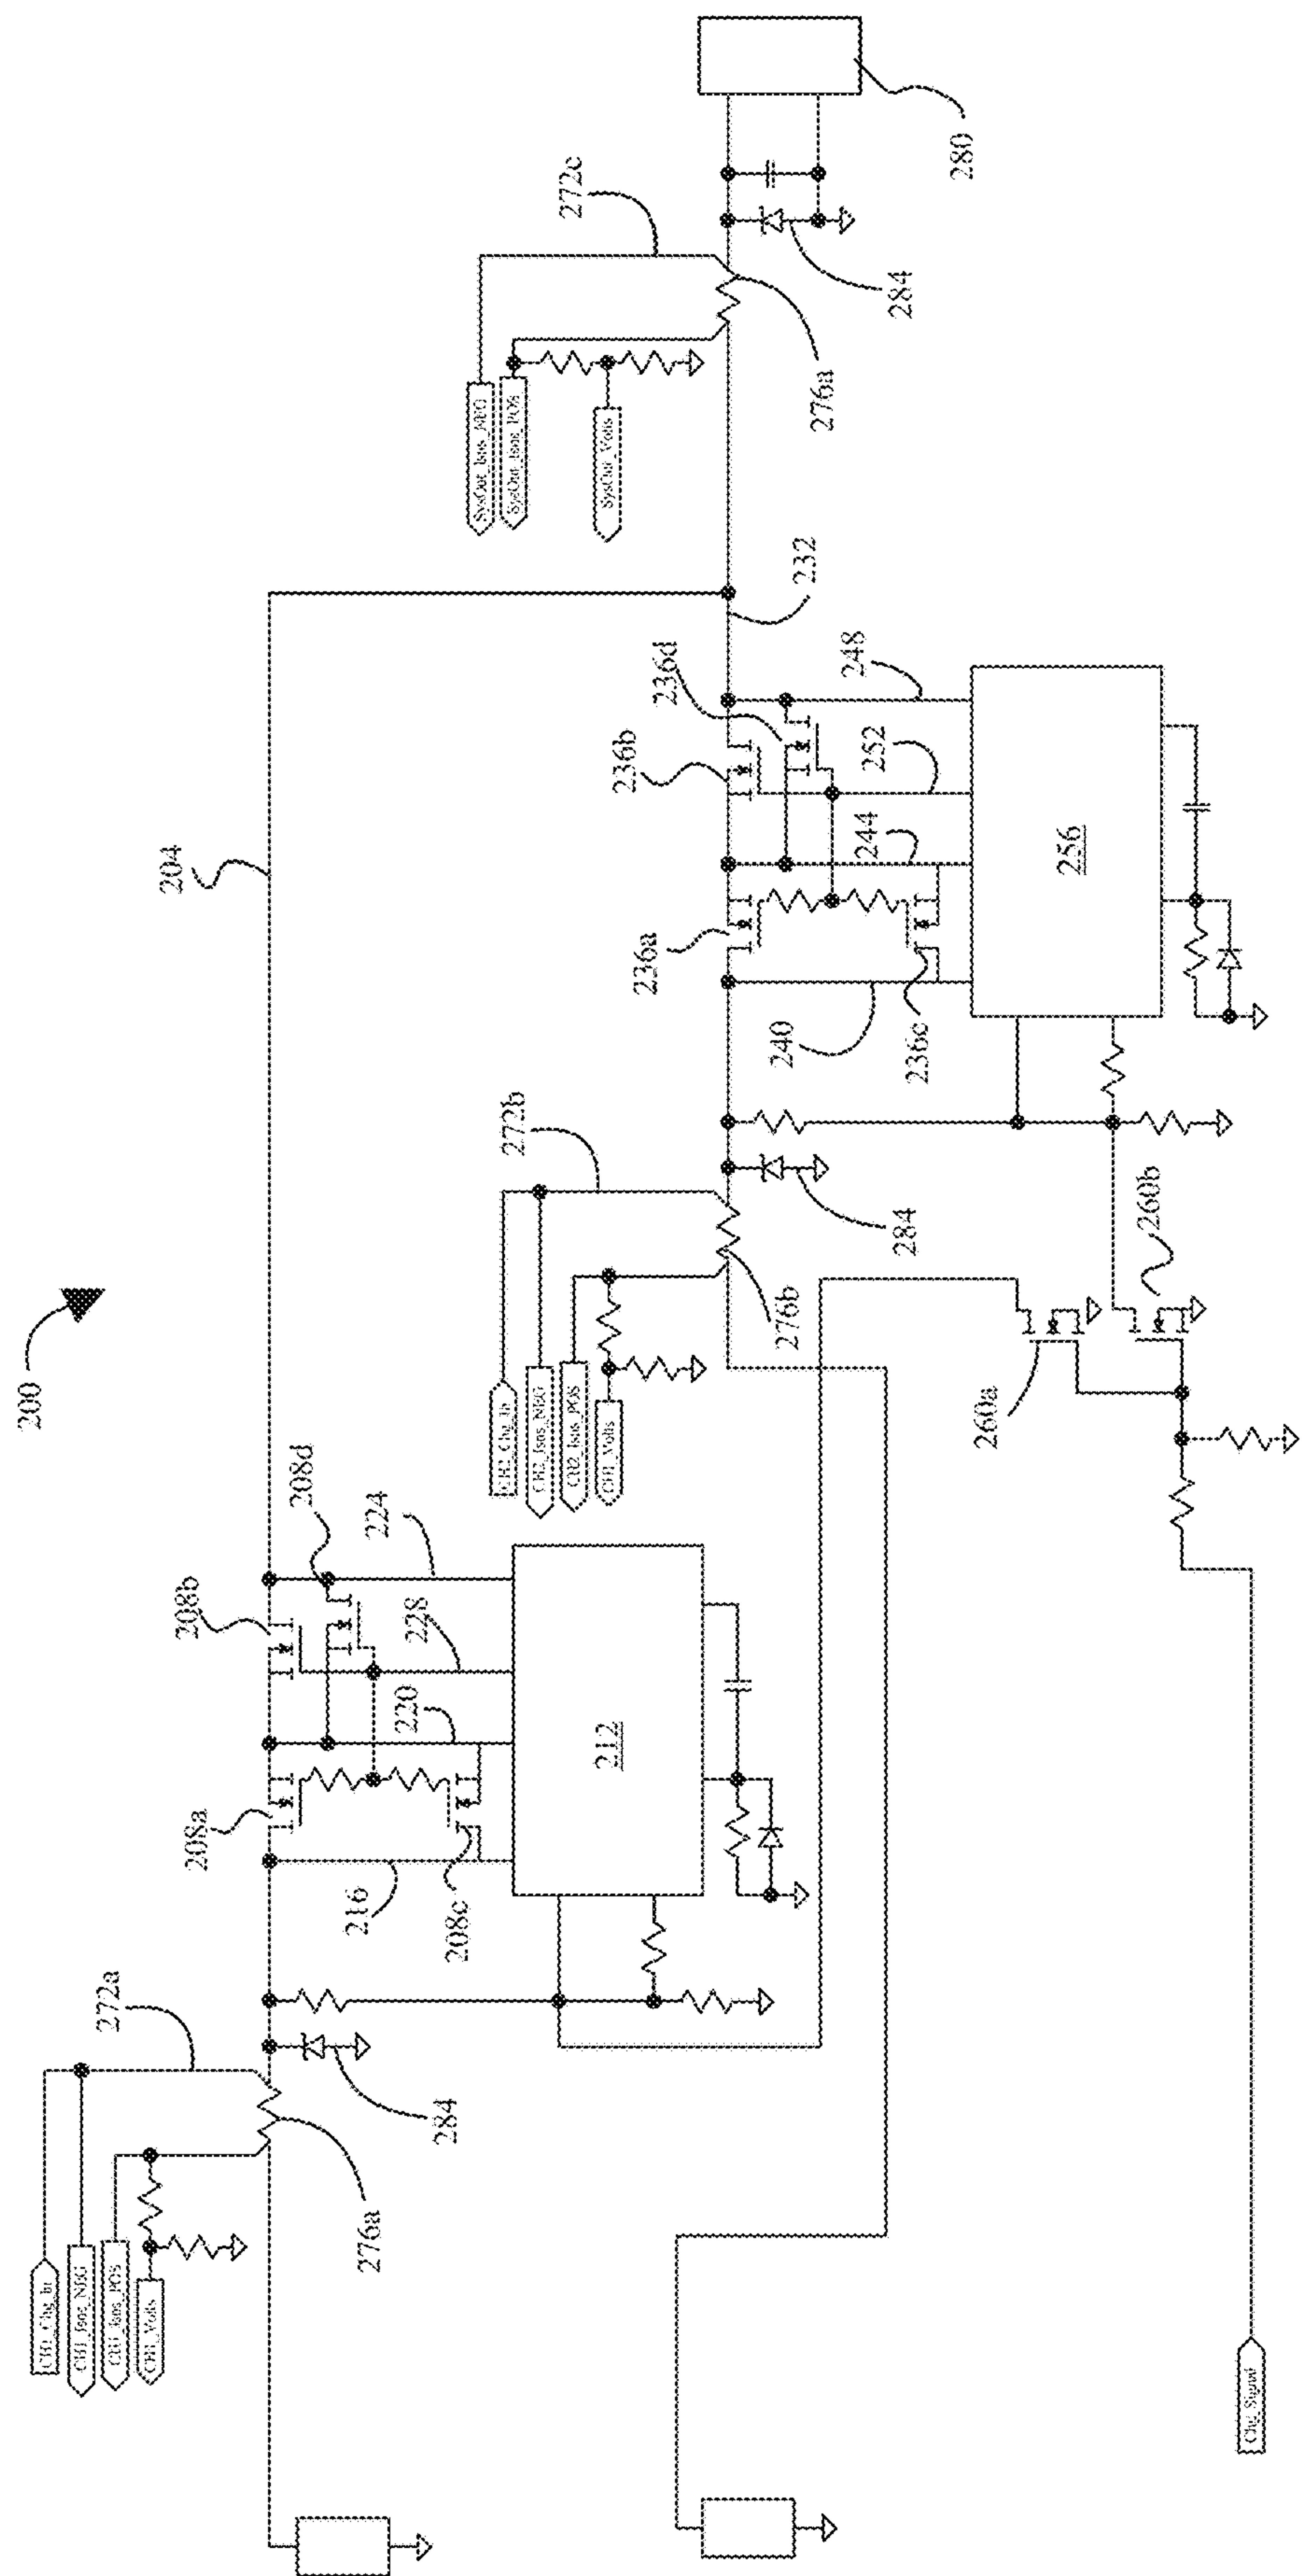 200
204
272a
CH1_Chg_In
CH1_Isns_NEG
CH1_Isns_POS
CH1_Volts
276a
284
208a
208b
208c
208d
216
220
228
224
212
272b
CH2_Chg_In
CH2_Isns_NEG
CH2_Isns_POS
CH1_Volts
276b
284
236a
236b
236c
236d
240
244
252
248
232
256
260a
260b
Chg_Signal
272c
SysOut_Isns_NEG
SysOut_Isns_POS
SysOut_Volts
276a
284
280